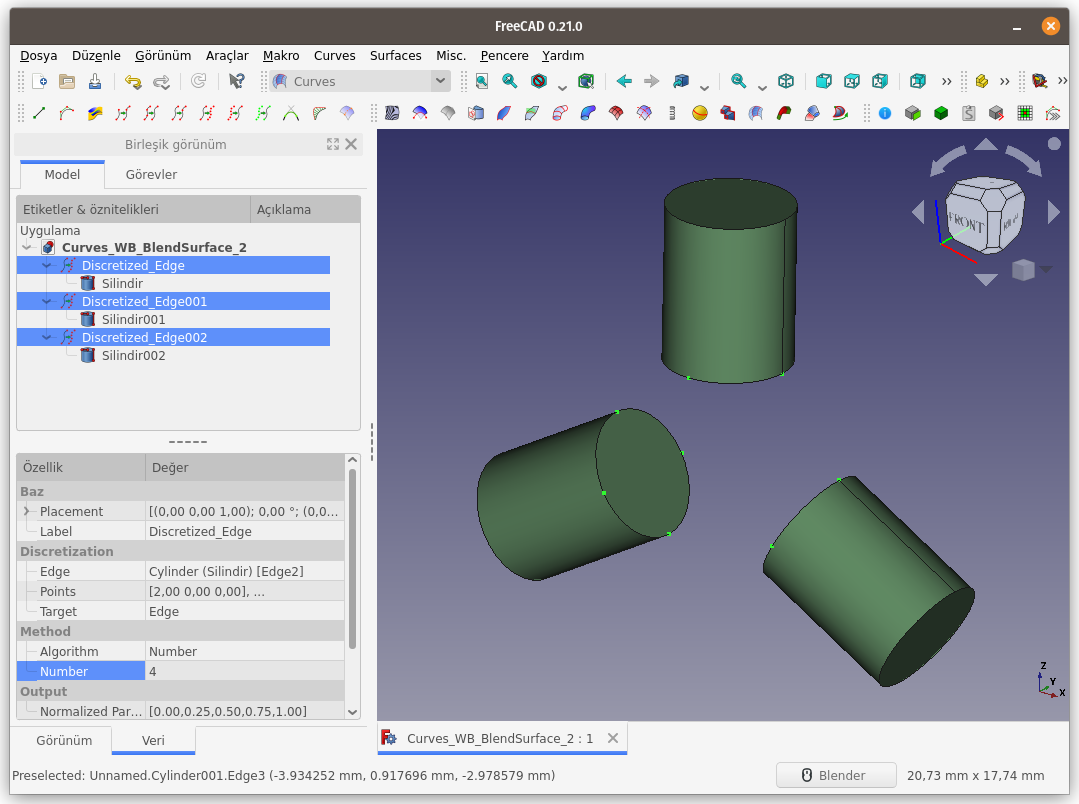 FreeCAD 0.21.0
Dosya Düzenle Görünüm Araçlar Makro Curves Surfaces Misc. Pencere Yardım
Curves
Birleşik görünüm
Model Görevler
Etiketler & öznitelikleri Açıklama
Uygulama
Curves_WB_BlendSurface_2
Discretized_Edge
Silindir
Discretized_Edge001
Silindir001
Discretized_Edge002
Silindir002
Özellik Değer
Baz
Placement [(0,00 0,00 1,00); 0,00 °; (0,0...
Label Discretized_Edge
Discretization
Edge Cylinder (Silindir) [Edge2]
Points [2,00 0,00 0,00], ...
Target Edge
Method
Algorithm Number
Number 4
Output
Normalized Par... [0.00,0.25,0.50,0.75,1.00]
Görünüm Veri
FRONT
Z
Y
X
Curves_WB_BlendSurface_2 : 1
Preselected: Unnamed.Cylinder001.Edge3 (-3.934252 mm, 0.917696 mm, -2.978579 mm) Blender 20,73 mm x 17,74 mm